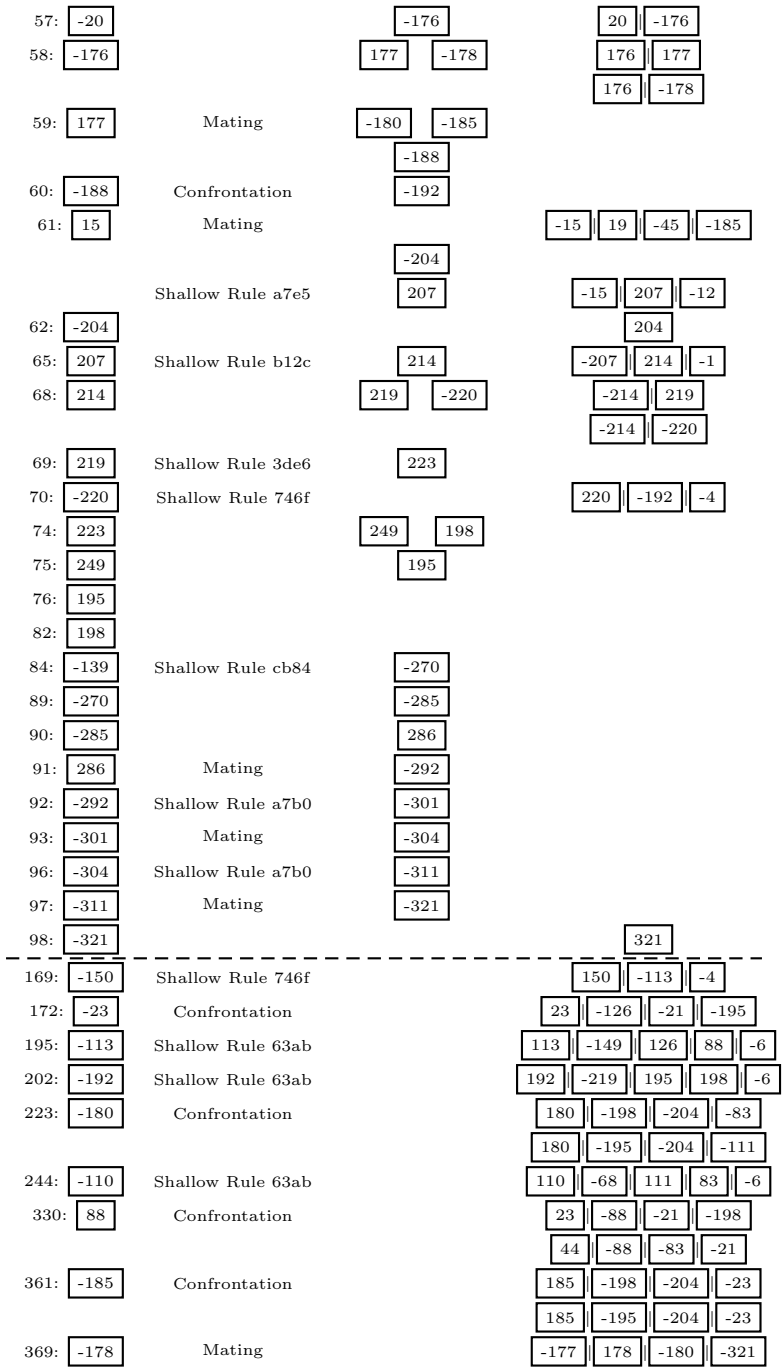 57: -20 -176 20 | -176
58: -176 177 -178 176 | 177
176 | -178
59: 177 Mating -180 -185
-188
60: -188 Confrontation -192
61: 15 Mating -15 | 19 | -45 | -185
-204
Shallow Rule a7e5 207 -15 | 207 | -12
62: -204 204
65: 207 Shallow Rule b12c 214 -207 | 214 | -1
68: 214 219 -220 -214 | 219
-214 | -220
69: 219 Shallow Rule 3de6 223
70: -220 Shallow Rule 746f 220 | -192 | -4
74: 223 249 198
75: 249 195
76: 195
82: 198
84: -139 Shallow Rule cb84 -270
89: -270 -285
90: -285 286
91: 286 Mating -292
92: -292 Shallow Rule a7b0 -301
93: -301 Mating -304
96: -304 Shallow Rule a7b0 -311
97: -311 Mating -321
98: -321 321
169: -150 Shallow Rule 746f 150 | -113 | -4
172: -23 Confrontation 23 | -126 | -21 | -195
195: -113 Shallow Rule 63ab 113 | -149 | 126 | 88 | -6
202: -192 Shallow Rule 63ab 192 | -219 | 195 | 198 | -6
223: -180 Confrontation 180 | -198 | -204 | -83
180 | -195 | -204 | -111
244: -110 Shallow Rule 63ab 110 | -68 | 111 | 83 | -6
330: 88 Confrontation 23 | -88 | -21 | -198
44 | -88 | -83 | -21
361: -185 Confrontation 185 | -198 | -204 | -23
185 | -195 | -204 | -23
369: -178 Mating -177 | 178 | -180 | -321